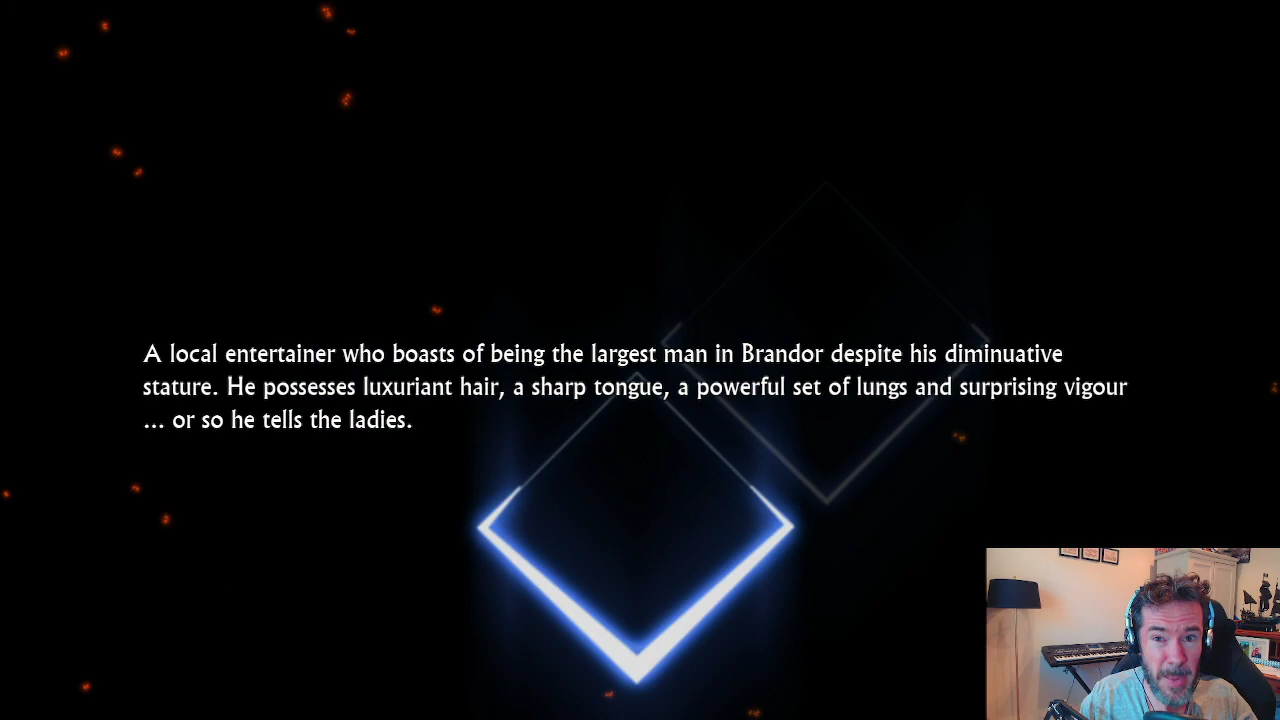 A local entertainer who boasts of being the largest man in Brandor despite his diminuative
stature. He possesses luxuriant hair, a sharp tongue, a powerful set of lungs and surprising vigour
... or so he tells the ladies.